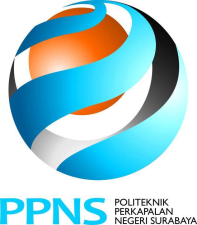 PPNS
POLITEKNIK
PERKAPALAN
NEGERI SURABAYA